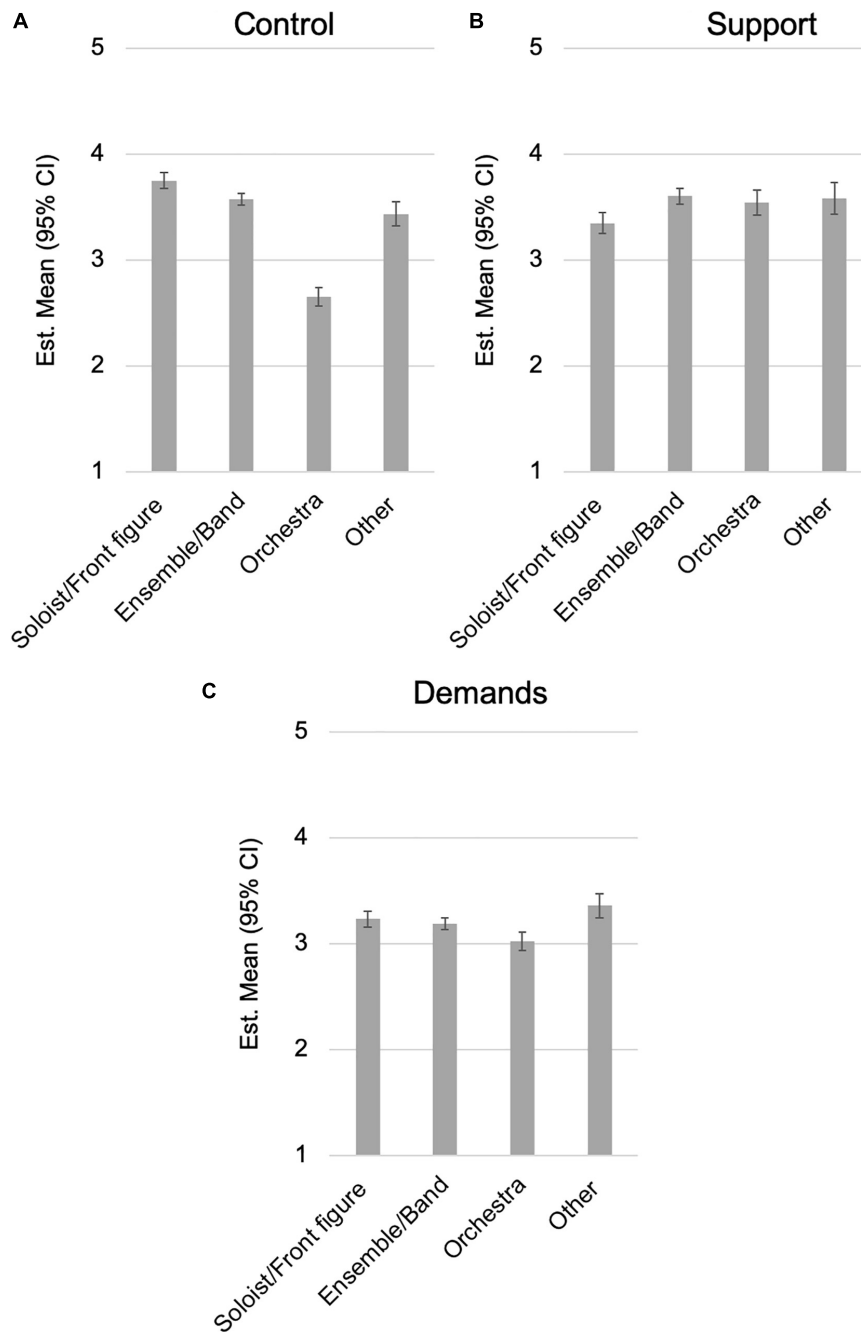 A
Control
5
4
3
2
1
Est. Mean (95% CI)
Soloist/Front figure
Ensemble/Band
Orchestra
Other
B
Support
5
4
3
2
1
Est. Mean (95% CI)
Soloist/Front figure
Ensemble/Band
Orchestra
Other
C
Demands
5
4
3
2
1
Est. Mean (95% CI)
Soloist/Front figure
Ensemble/Band
Orchestra
Other